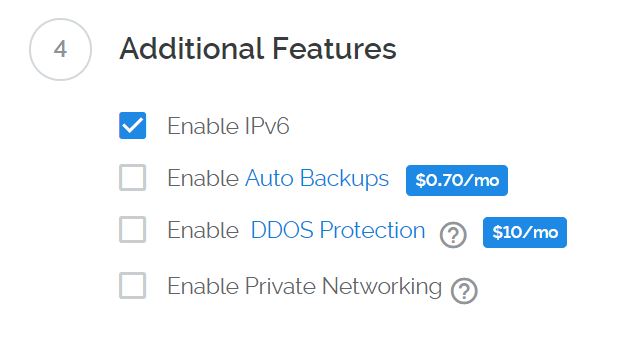 4 Additional Features
Enable IPv6
Enable Auto Backups $0.70/mo
Enable DDOS Protection ? $10/mo
Enable Private Networking ?